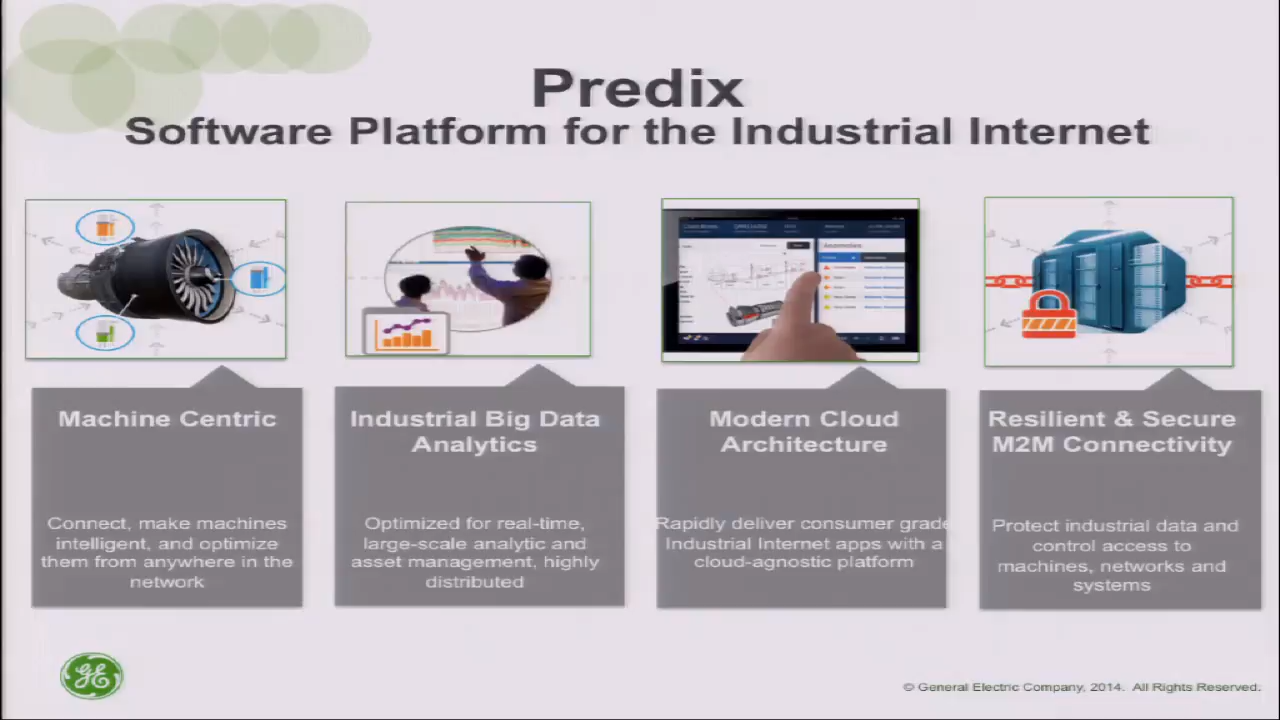 Predix
Software Platform for the Industrial Internet
Machine Centric
Connect, make machines
intelligent, and optimize
them from anywhere in the
network
Industrial Big Data
Analytics
Optimized for real-time,
large-scale analytic and
asset management, highly
distributed
Modern Cloud
Architecture
Rapidly deliver consumer grade
Industrial Internet apps with a
cloud-agnostic platform
Resilient & Secure
M2M Connectivity
Protect industrial data and
control access to
machines, networks and
systems
GE
© General Electric Company, 2014. All Rights Reserved.